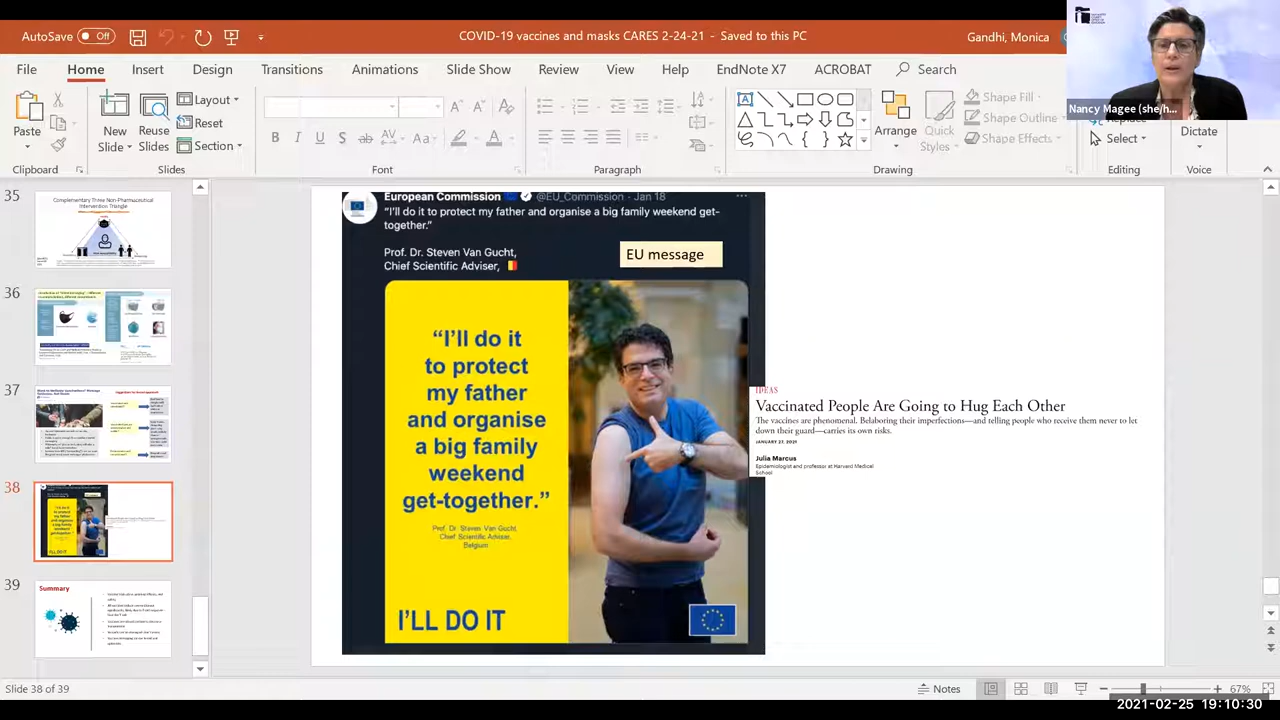 AutoSave Off
COVID-19 vaccines and masks CARES 2-24-21 - Saved to this PC
Gandhi, Monica
File Home Insert Design Transitions Animations Slide Show Review View Help EndNote X7 ACROBAT Search
Paste
New
Slide
Reuse
Slides
Layout
Reset
Section
B I U S ab AV Aa A
Arrange
Quick
Styles
Shape Fill
Shape Outline
Shape Effects
Replace
Select
Dictate
Clipboard Slides Font Paragraph Drawing Editing Voice
Nancy Magee (she/h...
35
Complementary Three Non-Pharmaceutical
Intervention Triangle
36
37
38
39
Summary
European Commission @EU_Commission · Jan 18
“I’ll do it to protect my father and organise a big family weekend get-
together.”
Prof. Dr. Steven Van Gucht,
Chief Scientific Adviser,
EU message
“I’ll do it
to protect
my father
and organise
a big family
weekend
get-together.”
Prof. Dr. Steven Van Gucht,
Chief Scientific Adviser,
Belgium
I’LL DO IT
IDEAS
Vaccinated People Are Going to Hug Each Other
The vaccines are phenomenal. Belaboring their imperfections—and telling people who receive them never to let
down their guard—carries its own risks.
JANUARY 27, 2021
Julia Marcus
Epidemiologist and professor at Harvard Medical
School
Slide 38 of 39
Notes
67%
2021-02-25 19:10:30